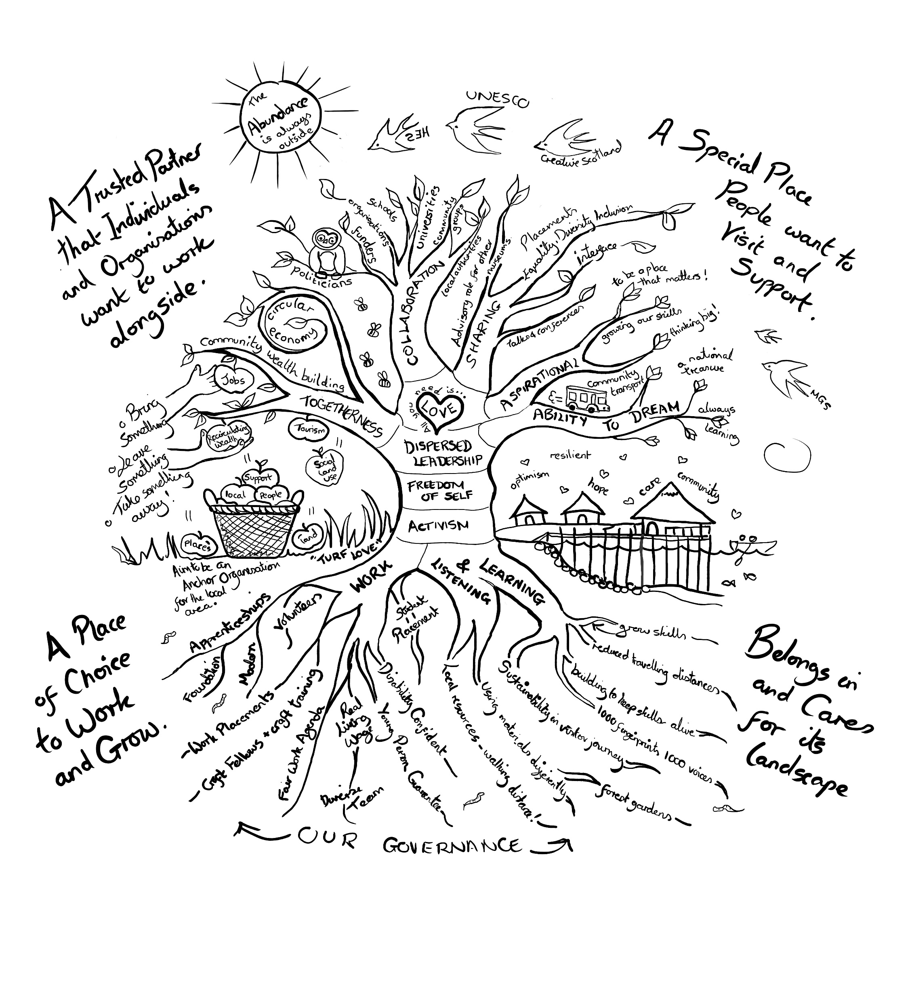 The
Abundance
is always
outside
HES
UNESCO
Creative Scotland
A Trusted Partner
that Individuals
and Organisations
want to work
alongside.
A Special Place
People want to
Visit and
Support.
organisations
Schools
universities
community
groups
funders
politicians
COLLABORATION
local authorities
Advisory role for other
museums.
SHARING
Placements
Equality, Diversity Inclusion
interface
Talks & conferences
to be a place
that matters!
growing our skills
thinking big!
ASPIRATIONAL
a national
treasure
community
transport
£=
ABILITY TO DREAM
always
learning
MGS
circular
economy
Community wealth building
TOGETHERNESS
Jobs
Recirculating
wealth
Tourism
Social
land
use
o Bring
something
o Leave
something
o Take something
away!
Support
local
People
Places
Land
"TURF LOVE"
Aim to be an
Anchor Organisation
for the local
area.
All you need is...
LOVE
DISPERSED
LEADERSHIP
FREEDOM
OF SELF
ACTIVISM
resilient
optimism
hope
care
community
WORK
LISTENING & LEARNING
Apprenticeships
Foundation
Modern
Volunteers
Work Placements
Craft Fellows + craft training
Fair Work Agenda
Real
Living
Wage
Diverse
Team
Student
Placement
Disability Confident
Young Person Guarantee
Local resources - walking distance!
Using materials differently
forest gardens
Sustainability in visitor journey
1000 fingerprints 1000 voices
building to keep skills alive
reduced travelling distances
grow skills
A Place
of Choice
to Work
and Grow.
Belongs in
and Cares
for its
landscape
OUR GOVERNANCE